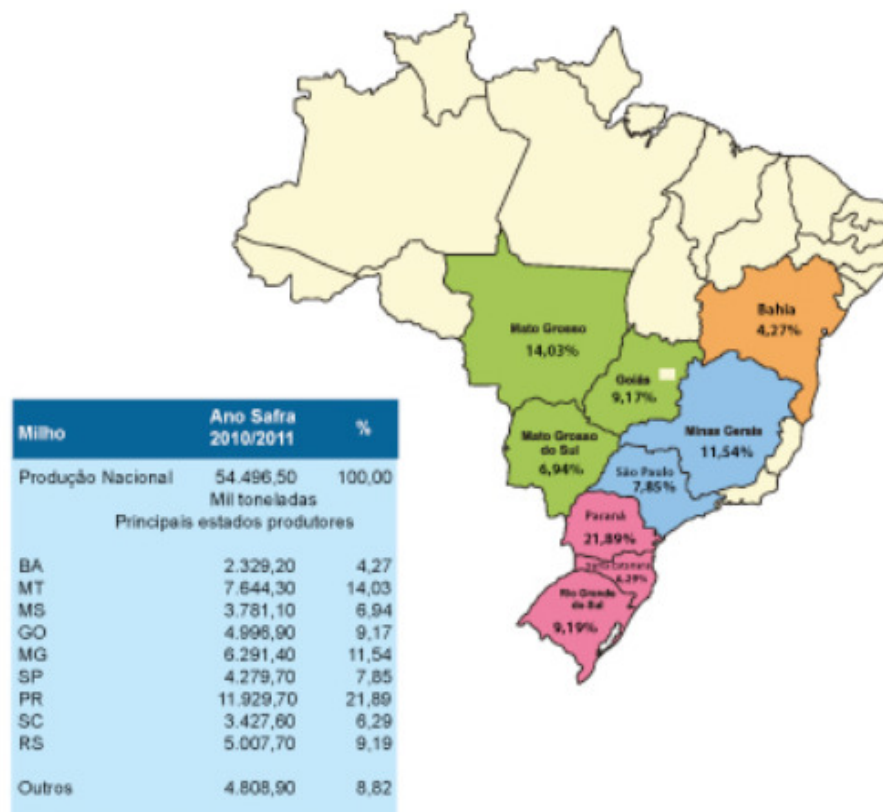 Bahia
4,27%
Mato Grosso
14,03%
Goiás
9,17%
Minas Gerais
11,54%
Mato Grosso
do Sul
6,94%
São Paulo
7,85%
Paraná
21,89%
Santa Catarina
6,29%
Rio Grande
do Sul
9,19%
Milho Ano Safra 2010/2011 %
Produção Nacional 54.496,50 100,00
Mil toneladas
Principais estados produtores
BA 2.329,20 4,27
MT 7.644,30 14,03
MS 3.781,10 6,94
GO 4.996,90 9,17
MG 6.291,40 11,54
SP 4.279,70 7,85
PR 11.929,70 21,89
SC 3.427,60 6,29
RS 5.007,70 9,19
Outros 4.808,90 8,82